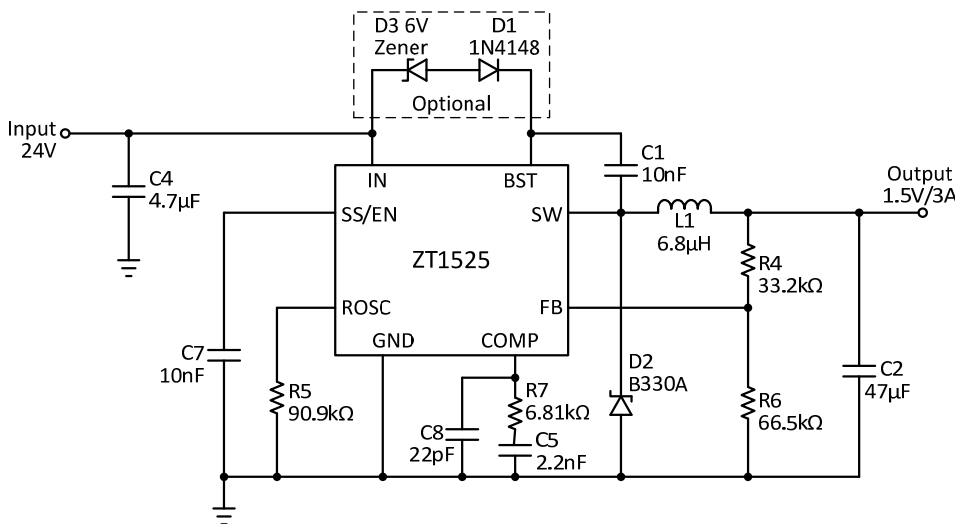 D3 6V
Zener
D1
1N4148
Optional
Input
24V
C4
4.7µF
C1
10nF
Output
1.5V/3A
IN
BST
SS/EN
SW
L1
6.8µH
ZT1525
R4
33.2kΩ
ROSC
FB
GND
COMP
C7
10nF
R5
90.9kΩ
R7
6.81kΩ
C8
22pF
C5
2.2nF
D2
B330A
R6
66.5kΩ
C2
47µF